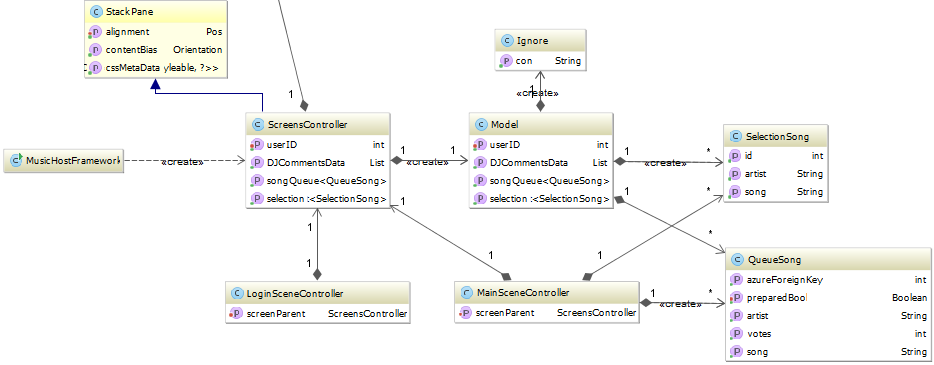 StackPane
alignment Pos
contentBias Orientation
cssMetaData yleable, ?>>
Ignore
con String
«create»
1
1
1
ScreensController
userID int
DJCommentsData List
songQueue<QueueSong>
selection :<SelectionSong>
Model
userID int
DJCommentsData List
songQueue<QueueSong>
selection :<SelectionSong>
SelectionSong
id int
artist String
song String
MusicHostFramework
«create»
1
«create»
1
1
«create»
*
1
*
1
*
1
1
1
1
1
QueueSong
azureForeignKey int
preparedBool Boolean
artist String
votes int
song String
LoginSceneController
screenParent ScreensController
MainSceneController
screenParent ScreensController
1
«create»
*